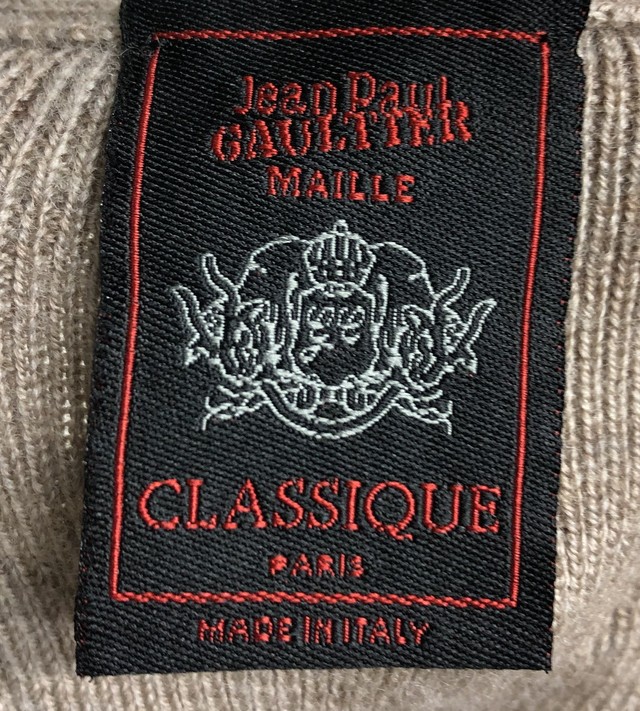 Jean Paul
GAULTIER
MAILLE
CLASSIQUE
PARIS
MADE IN ITALY